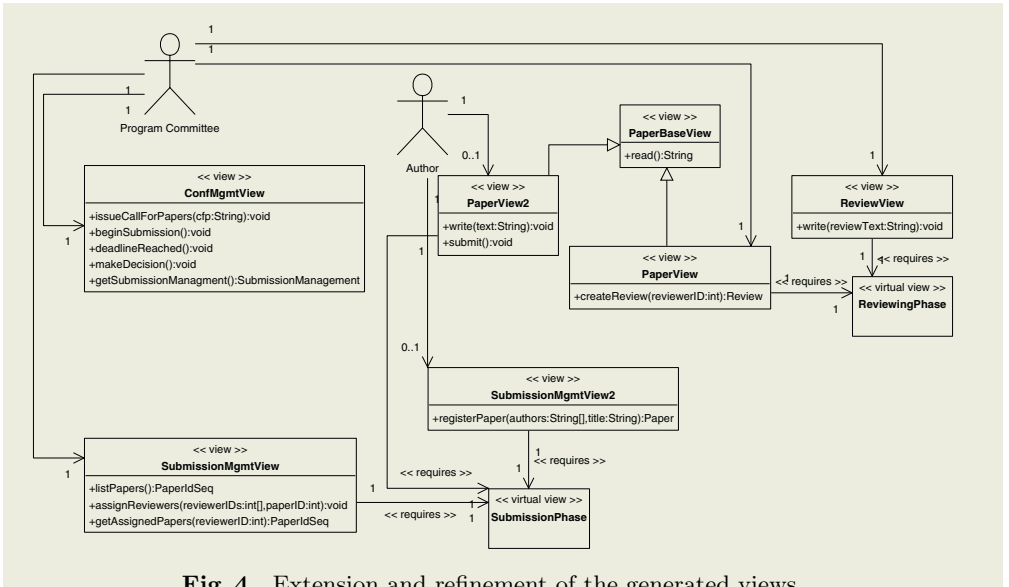 1
1
1
1
Program Committee
1
0..1
Author
<< view >>
PaperBaseView
+read():String
<< view >>
ConfMgmtView
+issueCallForPapers(cfp:String):void
+beginSubmission():void
+deadlineReached():void
+makeDecision():void
+getSubmissionManagment():SubmissionManagement
1
<< view >>
PaperView2
+write(text:String):void
+submit():void
1
1
1
<< view >>
ReviewView
+write(reviewText:String):void
1
1
<< view >>
PaperView
+createReview(reviewerID:int):Review
1
1
<< requires >>
1
<< requires >>
1
<< virtual view >>
ReviewingPhase
0..1
<< view >>
SubmissionMgmtView2
+registerPaper(authors:String[],title:String):Paper
1
1
<< requires >>
<< view >>
SubmissionMgmtView
+listPapers():PaperIdSeq
+assignReviewers(reviewerIDs:int[],paperID:int):void
+getAssignedPapers(reviewerID:int):PaperIdSeq
1
<< requires >>
1
<< requires >>
1
1
<< virtual view >>
SubmissionPhase
Fig. 4. Extension and refinement of the generated views